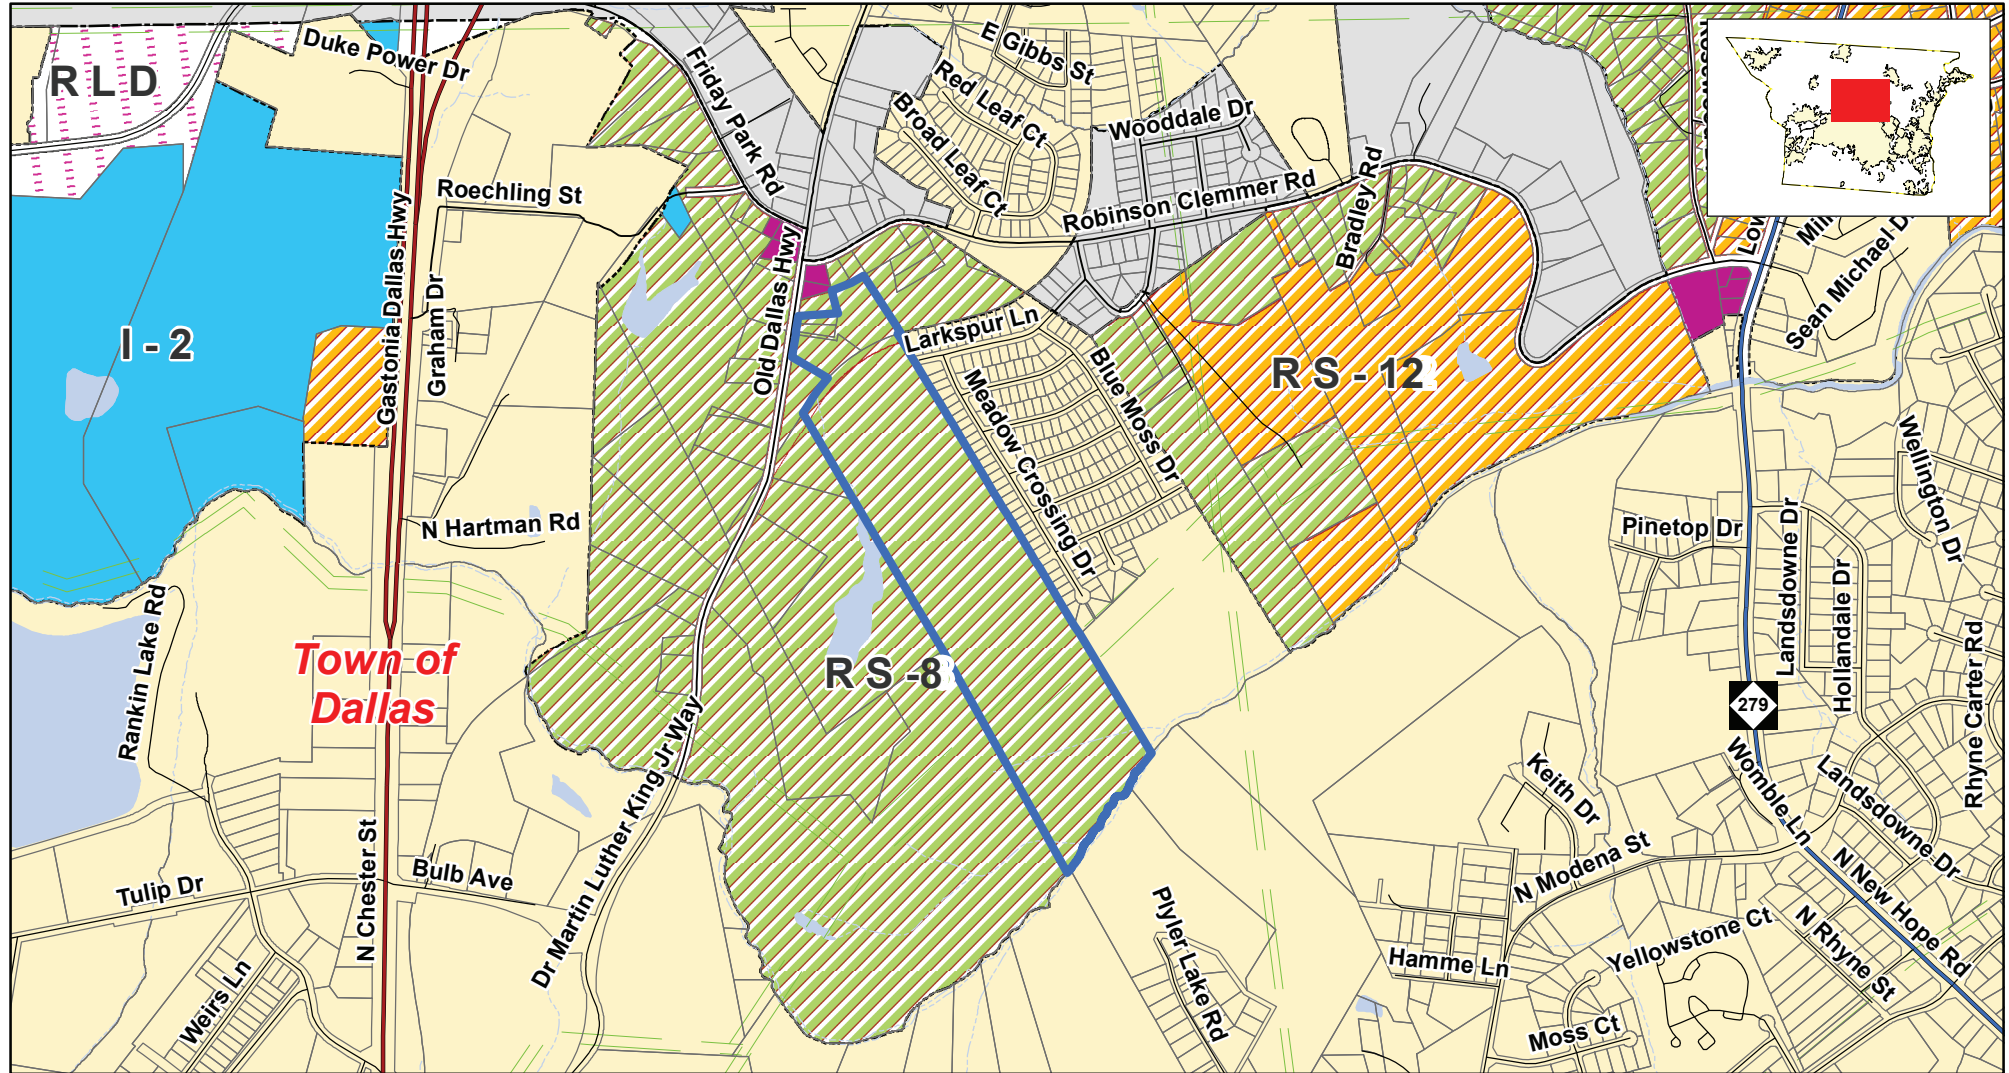 Duke Power Dr
R L D
Friday Park Rd
E Gibbs St
Red Leaf Ct
Broad Leaf Ct
Wooddale Dr
Robinson Clemmer Rd
Bradley Rd
Roechling St
Gastonia Dallas Hwy
Graham Dr
Old Dallas Hwy
I - 2
Larkspur Ln
Meadow Crossing Dr
Blue Moss Dr
R S - 12
Sean Michael Dr
N Hartman Rd
Pinetop Dr
Landsdowne Dr
Hollandale Dr
Wellington Dr
Rankin Lake Rd
Town of
Dallas
R S -8
Rhyne Carter Rd
279
Dr Martin Luther King Jr Way
Womble Ln
Landsdowne Dr
Keith Dr
N Modena St
N New Hope Rd
N Chester St
Bulb Ave
Tulip Dr
Weirs Ln
Plyler Lake Rd
Hamme Ln
Yellowstone Ct
N Rhyne St
Moss Ct